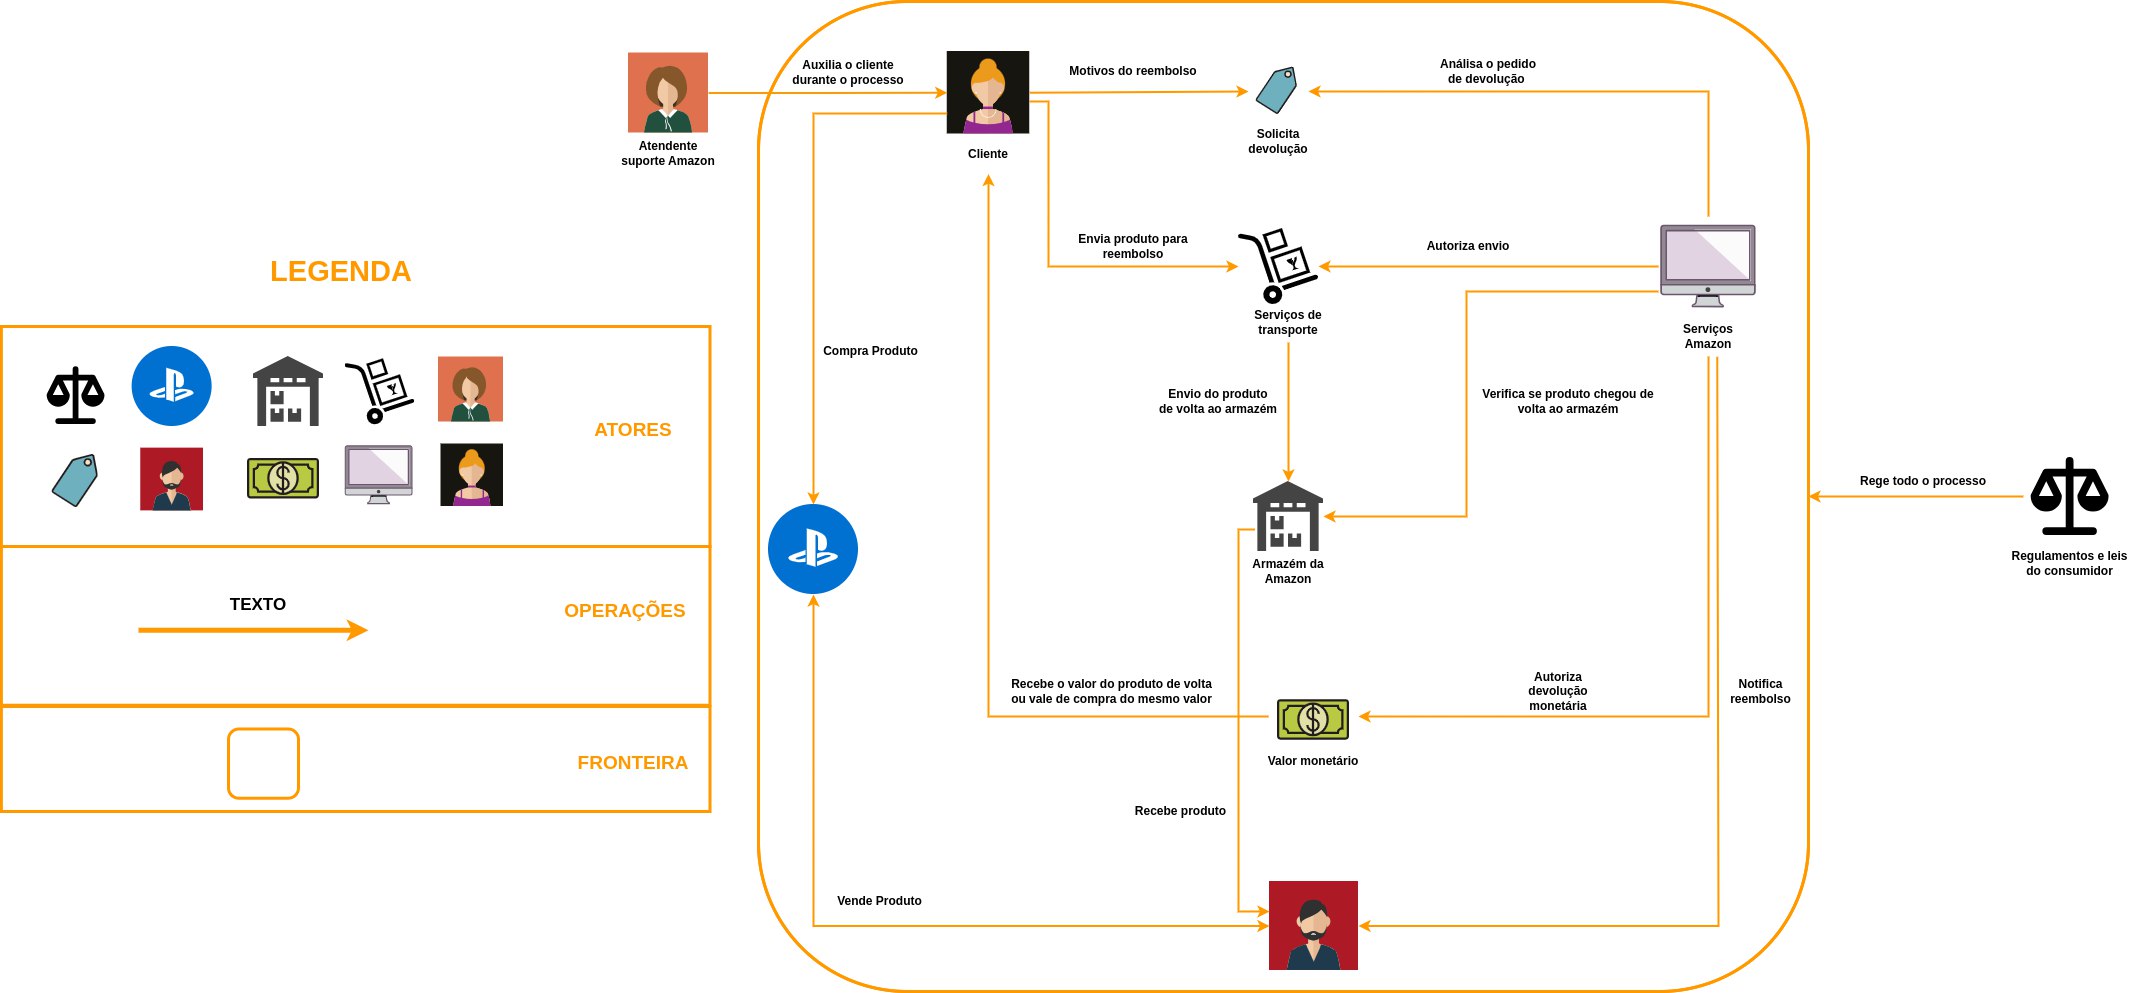 Auxilia o cliente
durante o processo
Motivos do reembolso
Análisa o pedido
de devolução
Atendente
suporte Amazon
Cliente
Solicita
devolução
Envia produto para
reembolso
Autoriza envio
Serviços de
transporte
Serviços
Amazon
Compra Produto
Envio do produto
de volta ao armazém
Verifica se produto chegou de
volta ao armazém
Armazém da
Amazon
Rege todo o processo
Regulamentos e leis
do consumidor
Recebe o valor do produto de volta
ou vale de compra do mesmo valor
Autoriza
devolução
monetária
Notifica
reembolso
Valor monetário
Recebe produto
Vende Produto
LEGENDA
ATORES
TEXTO
OPERAÇÕES
FRONTEIRA